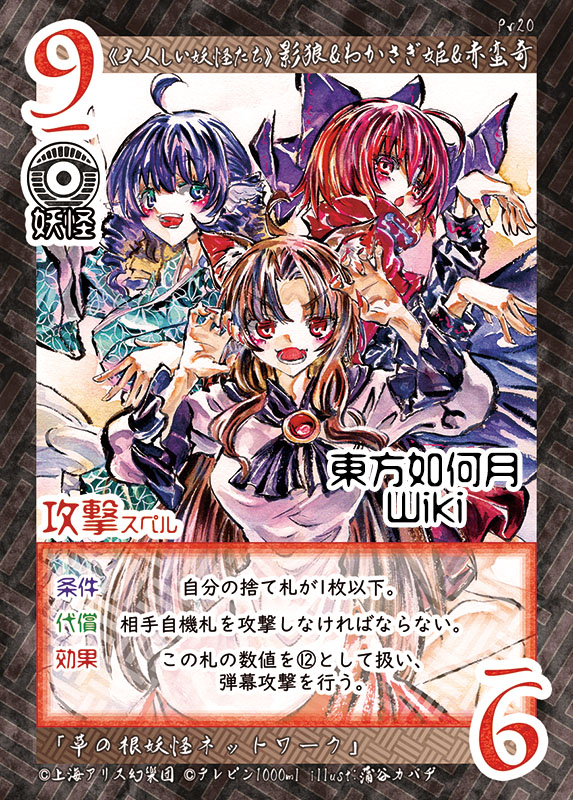 Pr20
9
《大人しい妖怪たち》影狼&わかさぎ姫&赤蛮奇
妖怪
東方如何月
Wiki
攻撃スペル
条件 自分の捨て札が1枚以下。
代償 相手自機札を攻撃しなければならない。
効果 この札の数値を⑫として扱い、
弾幕攻撃を行う。
9
「草の根妖怪ネットワーク」
©上海アリス幻樂団 ©テレピン1000ml illust:蒲谷カバヂ